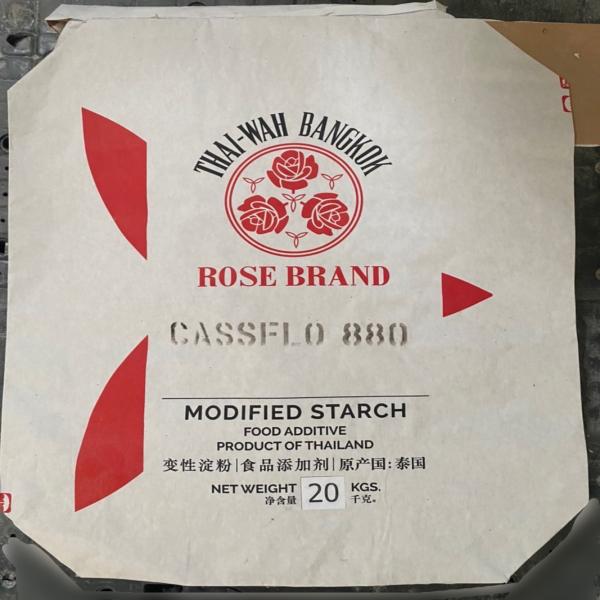 THAI-WAH BANGKOK
ROSE BRAND
CASSFLO 880
MODIFIED STARCH
FOOD ADDITIVE
PRODUCT OF THAILAND
变性淀粉|食品添加剂|原产国:泰国
NET WEIGHT 20 KGS.
净含量 千克。